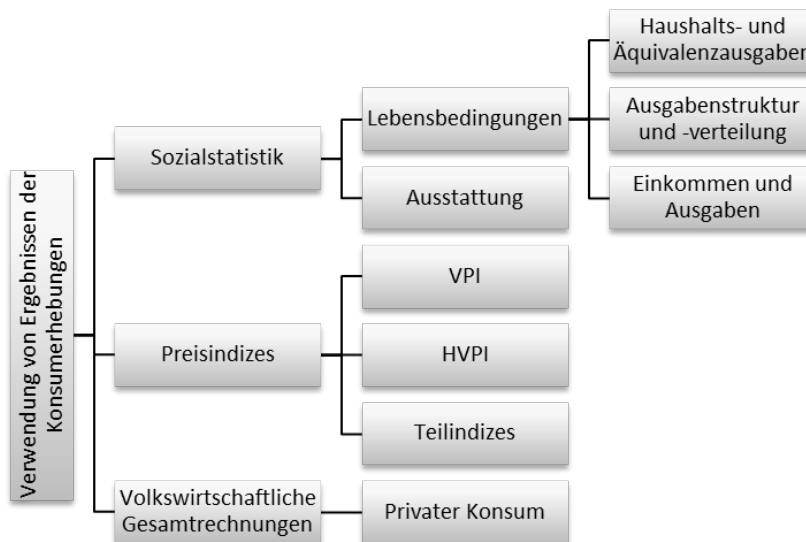 Verwendung von Ergebnissen der
Konsumerhebungen
Sozialstatistik
Lebensbedingungen
Haushalts- und
Äquivalenzausgaben
Ausgabenstruktur
und -verteilung
Einkommen und
Ausgaben
Ausstattung
Preisindizes
VPI
HVPI
Teilindizes
Volkswirtschaftliche
Gesamtrechnungen
Privater Konsum